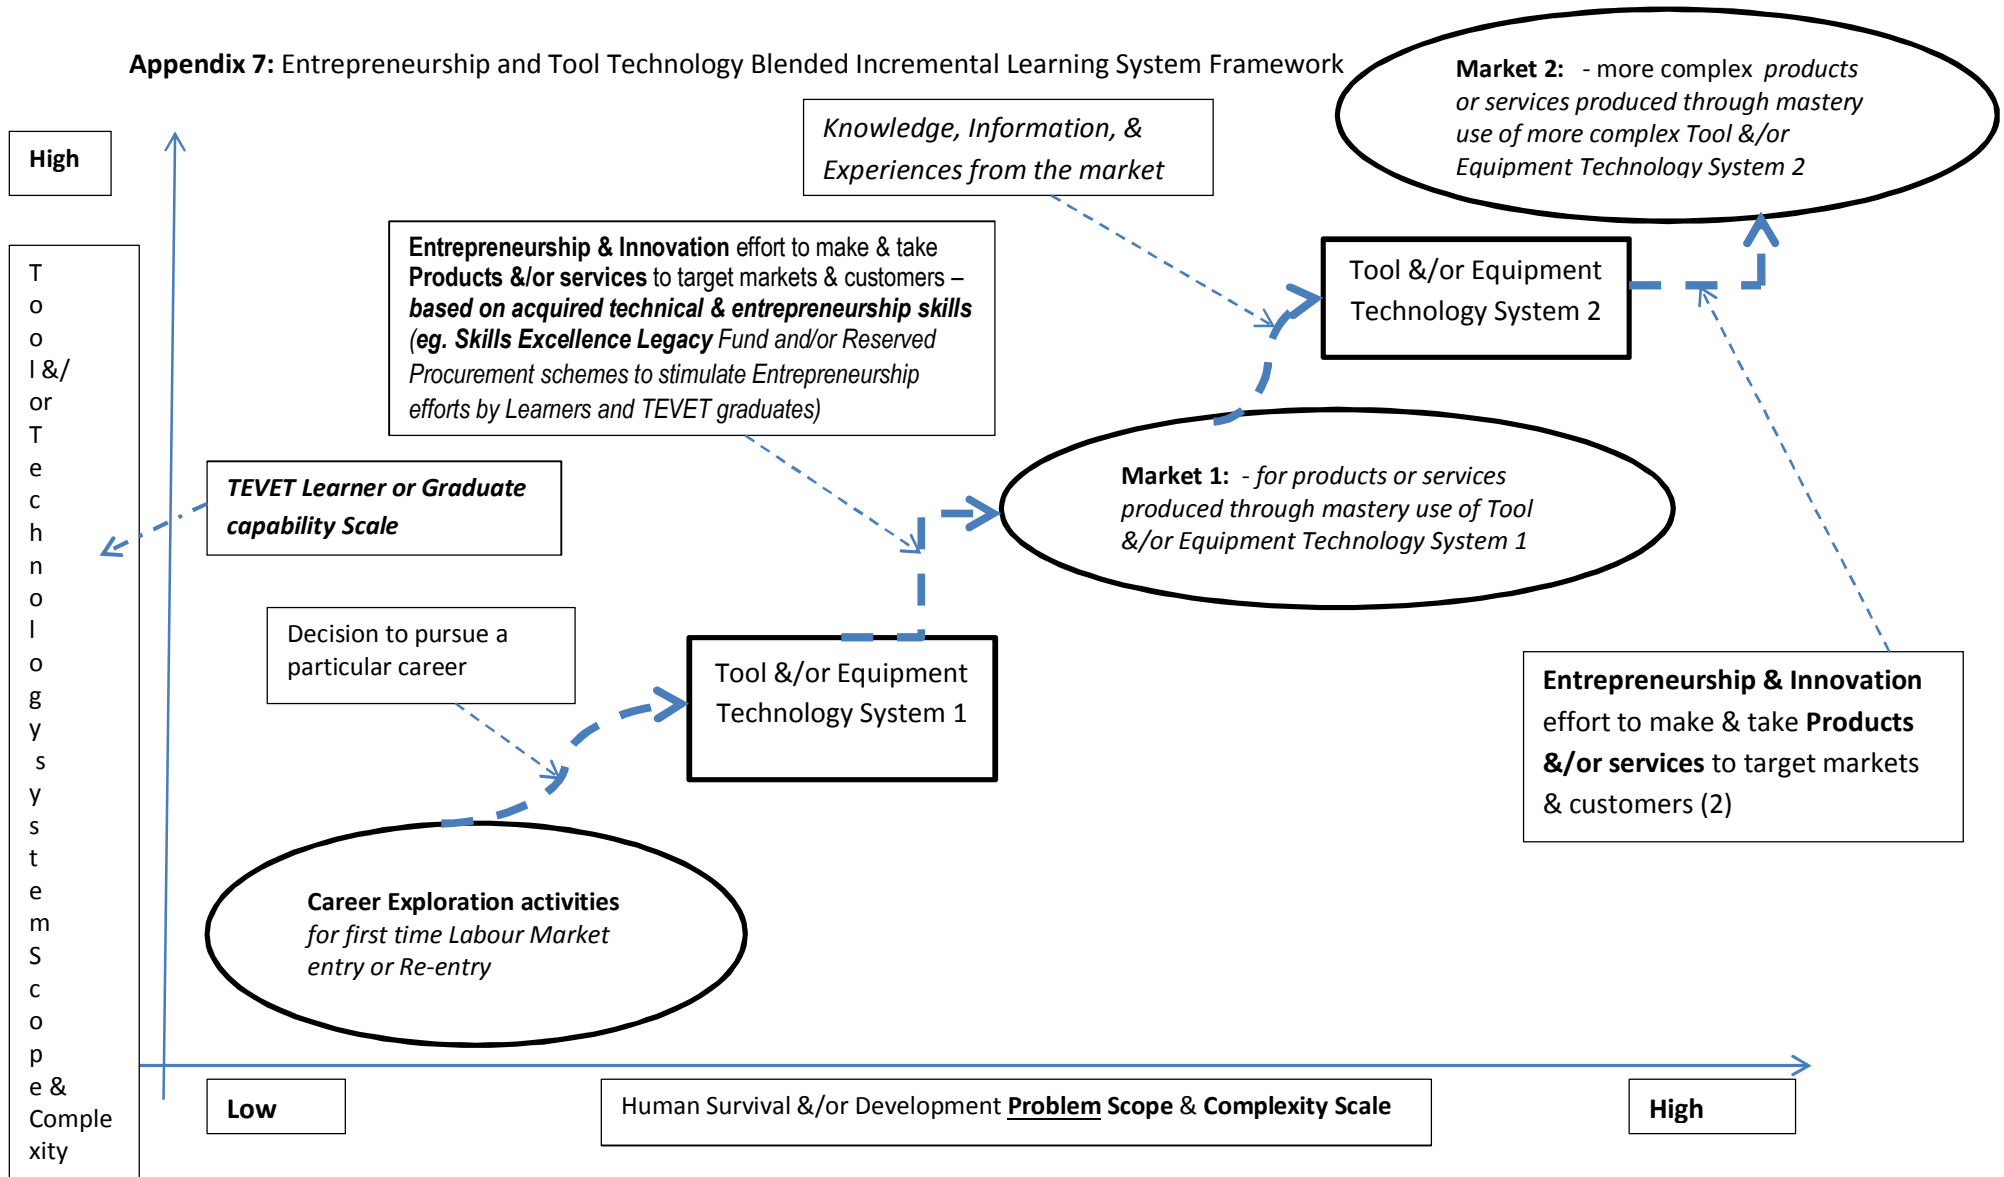 Appendix 7: Entrepreneurship and Tool Technology Blended Incremental Learning System Framework
Market 2: - more complex products
or services produced through mastery
use of more complex Tool &/or
Equipment Technology System 2
Knowledge, Information, &
Experiences from the market
High
Entrepreneurship & Innovation effort to make & take
Products &/or services to target markets & customers –
based on acquired technical & entrepreneurship skills
(eg. Skills Excellence Legacy Fund and/or Reserved
Procurement schemes to stimulate Entrepreneurship
efforts by Learners and TEVET graduates)
Tool &/or Equipment
Technology System 2
T
o
o
l &/
or
T
e
c
h
n
o
l
o
g
y
s
y
s
t
e
m
S
c
o
p
e &
Comple
xity
TEVET Learner or Graduate
capability Scale
Market 1: - for products or services
produced through mastery use of Tool
&/or Equipment Technology System 1
Decision to pursue a
particular career
Tool &/or Equipment
Technology System 1
Entrepreneurship & Innovation
effort to make & take Products
&/or services to target markets
& customers (2)
Career Exploration activities
for first time Labour Market
entry or Re-entry
Low
Human Survival &/or Development Problem Scope & Complexity Scale
High